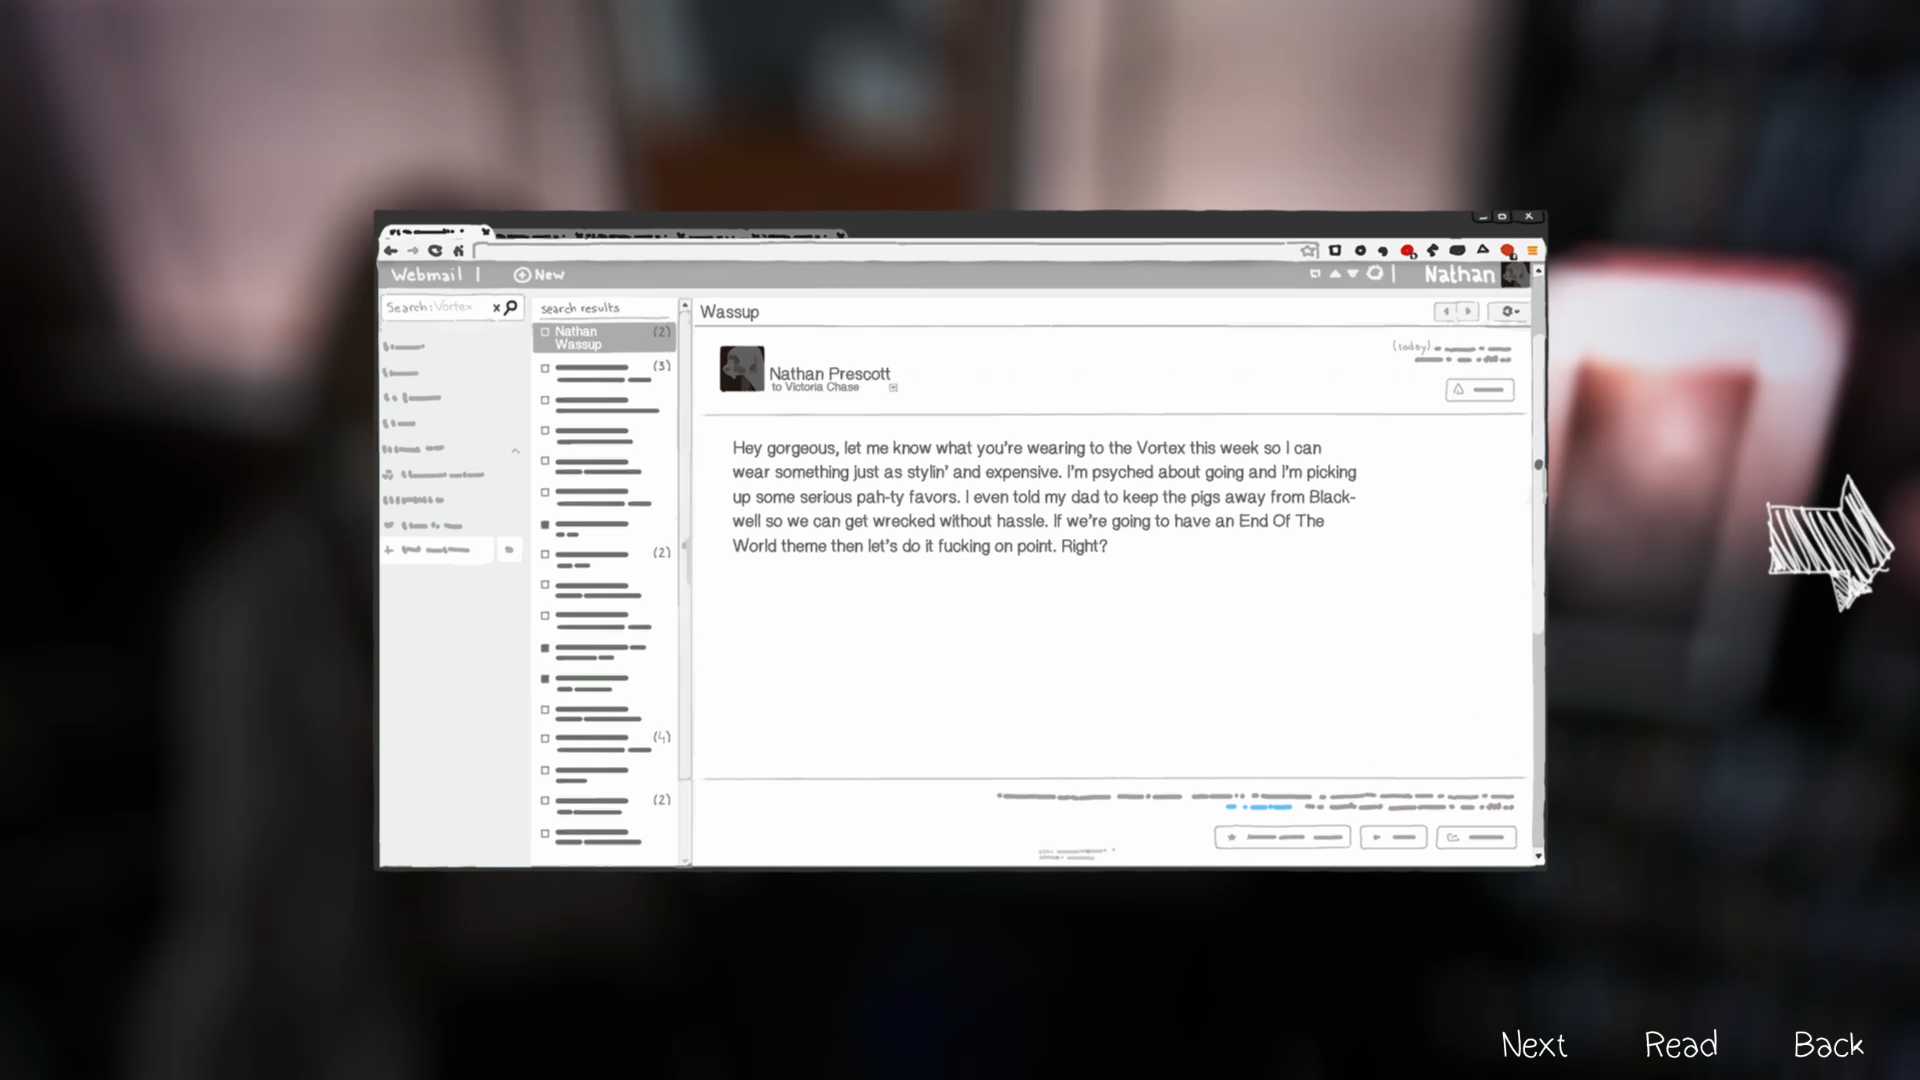 Webmail |
New
Nathan
Search: Vortex x
search results
Nathan (2)
Wassup
(3)
(2)
(4)
(2)
Wassup
(today)
Nathan Prescott
to Victoria Chase
Hey gorgeous, let me know what you're wearing to the Vortex this week so I can
wear something just as stylin' and expensive. I'm psyched about going and I'm picking
up some serious pah-ty favors. I even told my dad to keep the pigs away from Black-
well so we can get wrecked without hassle. If we're going to have an End Of The
World theme then let's do it fucking on point. Right?
Next Read Back